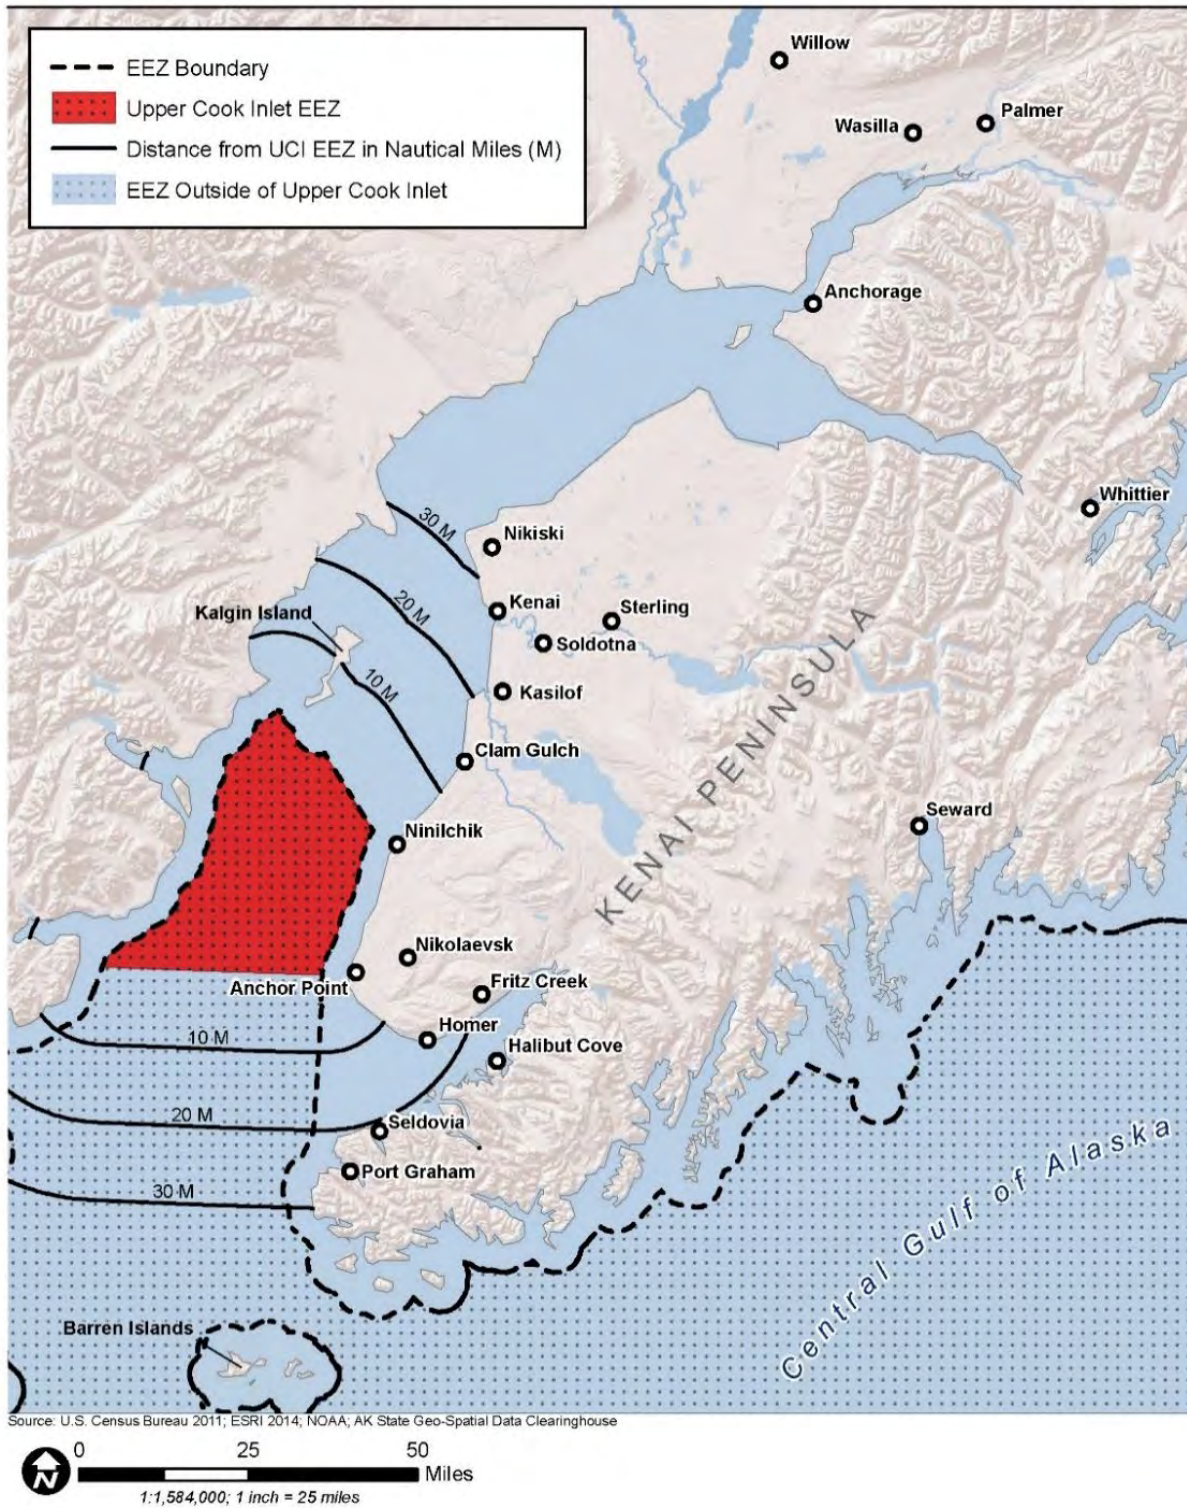 EEZ Boundary
Upper Cook Inlet EEZ
Distance from UCI EEZ in Nautical Miles (M)
EEZ Outside of Upper Cook Inlet
Willow
Palmer
Wasilla
Anchorage
Whittier
30 M
Nikiski
20 M
Kenai
Sterling
Kalgin Island
Soldotna
10 M
Kasilof
KENAI PENINSULA
Clam Gulch
Seward
Ninilchik
Nikolaevsk
Anchor Point
Fritz Creek
10 M
Homer
Halibut Cove
20 M
Seldovia
Port Graham
30 M
Central Gulf of Alaska
Barren Islands
Source: U.S. Census Bureau 2011; ESRI 2014; NOAA; AK State Geo-Spatial Data Clearinghouse
N
0 25 50
Miles
1:1,584,000; 1 inch = 25 miles